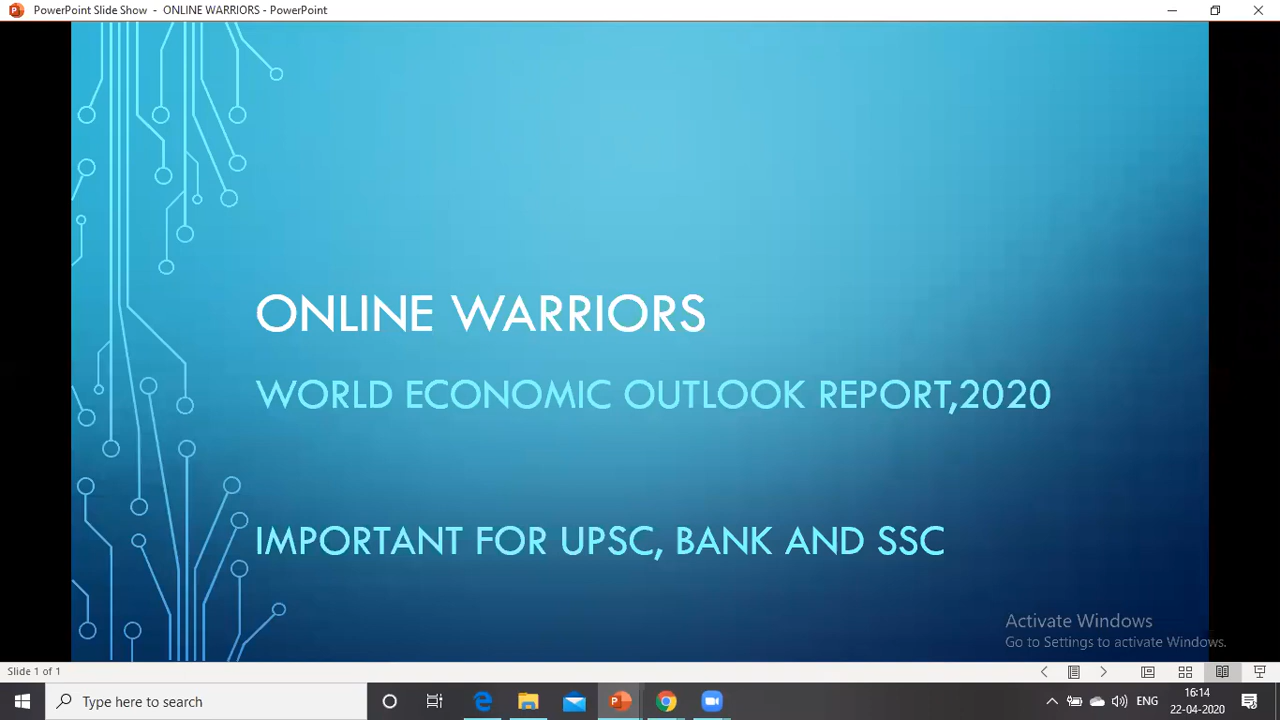 PowerPoint Slide Show - ONLINE WARRIORS - PowerPoint
ONLINE WARRIORS
WORLD ECONOMIC OUTLOOK REPORT,2020
IMPORTANT FOR UPSC, BANK AND SSC
Activate Windows
Go to Settings to activate Windows.
Slide 1 of 1
Type here to search
ENG
16:14
22-04-2020